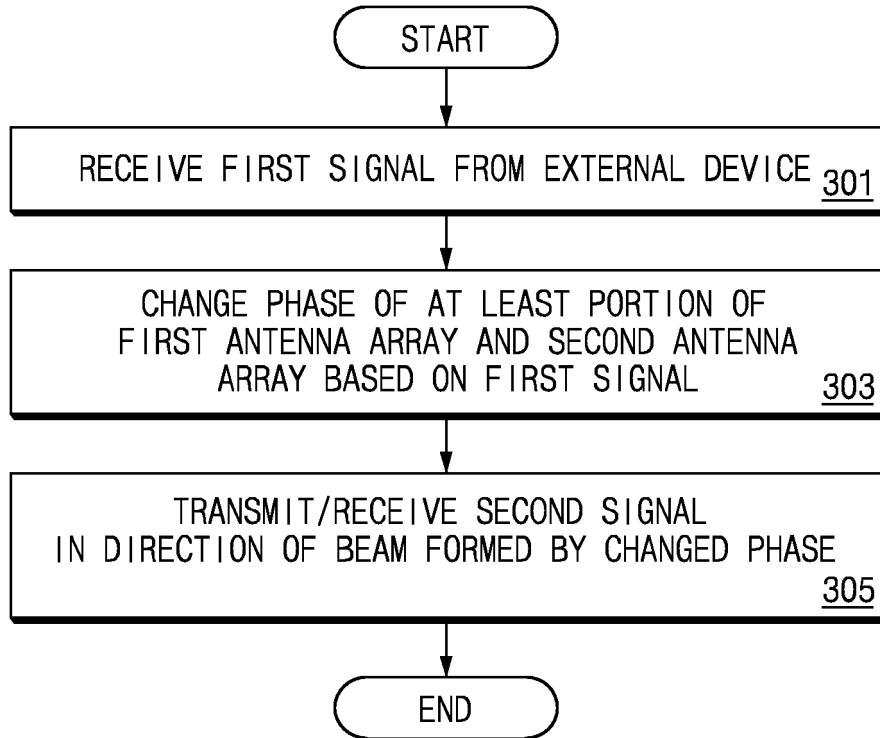 START
RECEIVE FIRST SIGNAL FROM EXTERNAL DEVICE
301
CHANGE PHASE OF AT LEAST PORTION OF
FIRST ANTENNA ARRAY AND SECOND ANTENNA
ARRAY BASED ON FIRST SIGNAL
303
TRANSMIT/RECEIVE SECOND SIGNAL
IN DIRECTION OF BEAM FORMED BY CHANGED PHASE
305
END